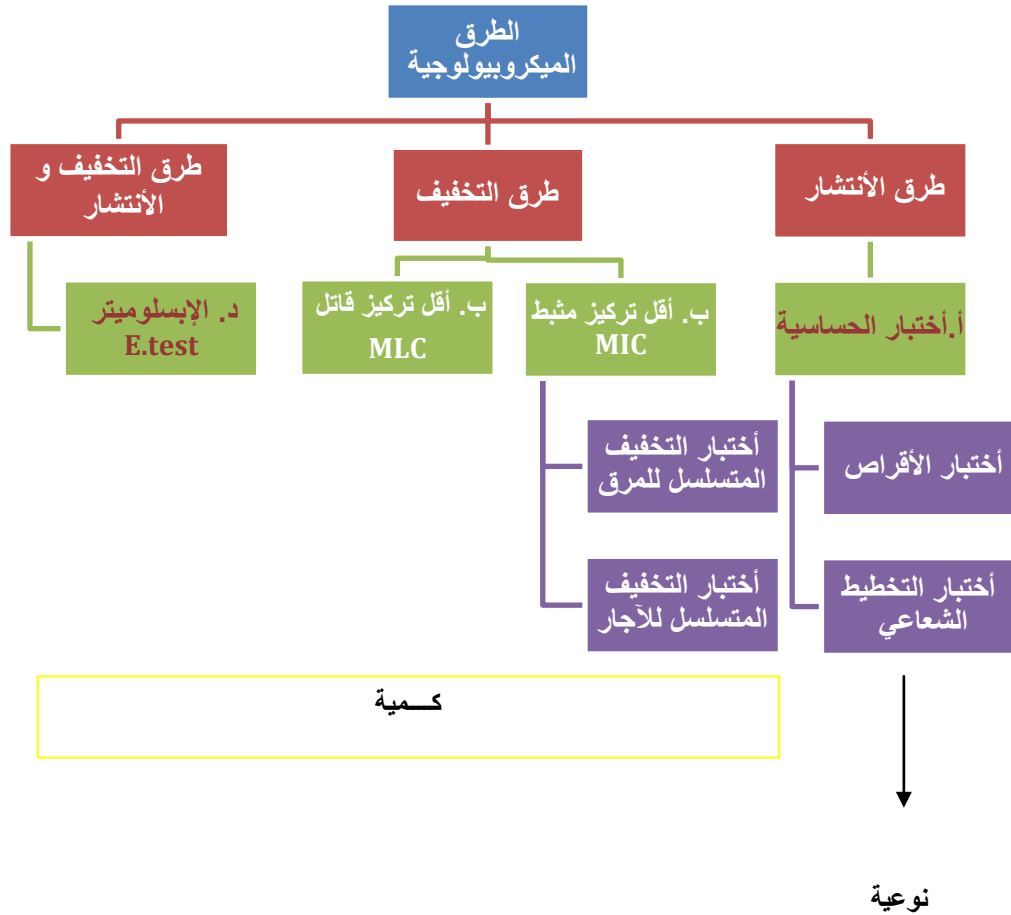 الطرق
الميكروبيولوجية
طرق الأنتشار
طرق التخفيف
طرق التخفيف و
الأنتشار
أ.أختبار الحساسية
ب. أقل تركيز مثبط
MIC
ب. أقل تركيز قاتل
MLC
د. الإبسلوميتر
E.test
أختبار الأقراص
أختبار التخفيف
المتسلسل للمرق
أختبار التخطيط
الشعاعي
أختبار التخفيف
المتسلسل للآجار
كـــمية
نوعية